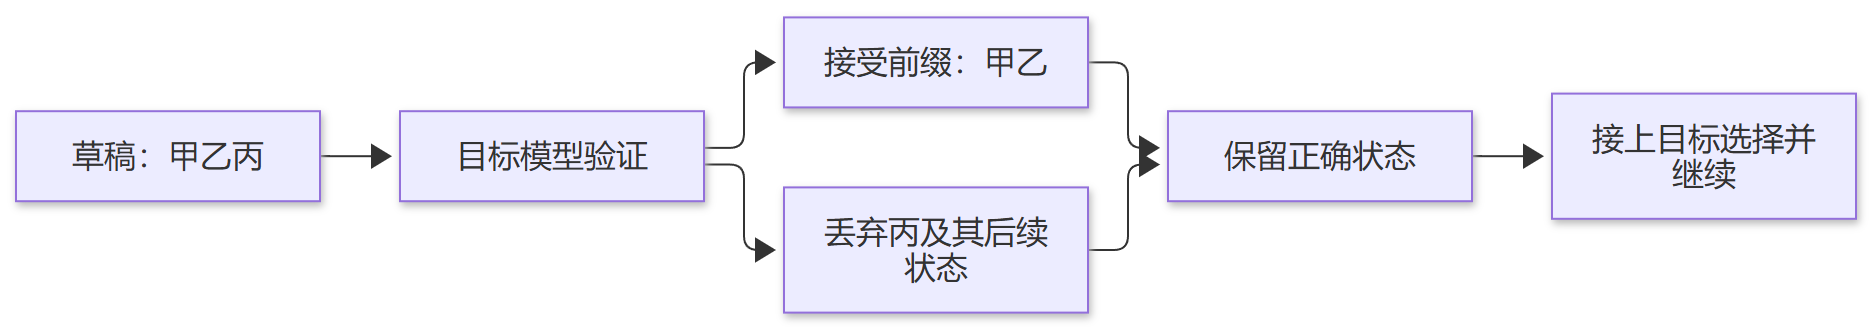 草稿：甲乙丙
目标模型验证
接受前缀：甲乙
丢弃丙及其后续
状态
保留正确状态
接上目标选择并
继续